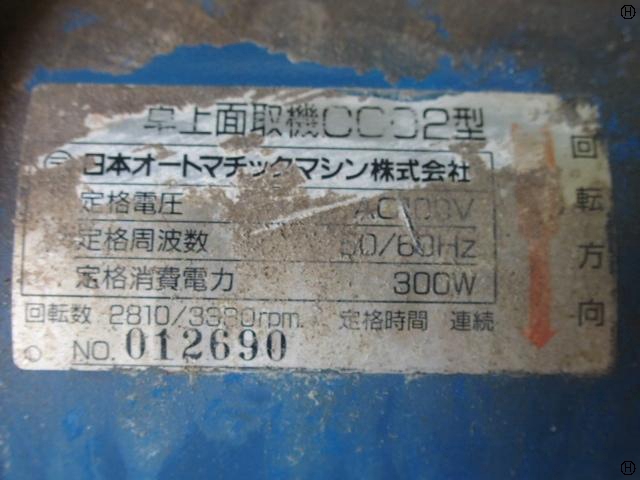 卓上面取機CC02型
日本オートマチックマシン株式会社
定格電圧 AC100V
定格周波数 50/60Hz
定格消費電力 300W
回転数 2810/3380rpm. 定格時間 連続
NO. 012690
回転方向